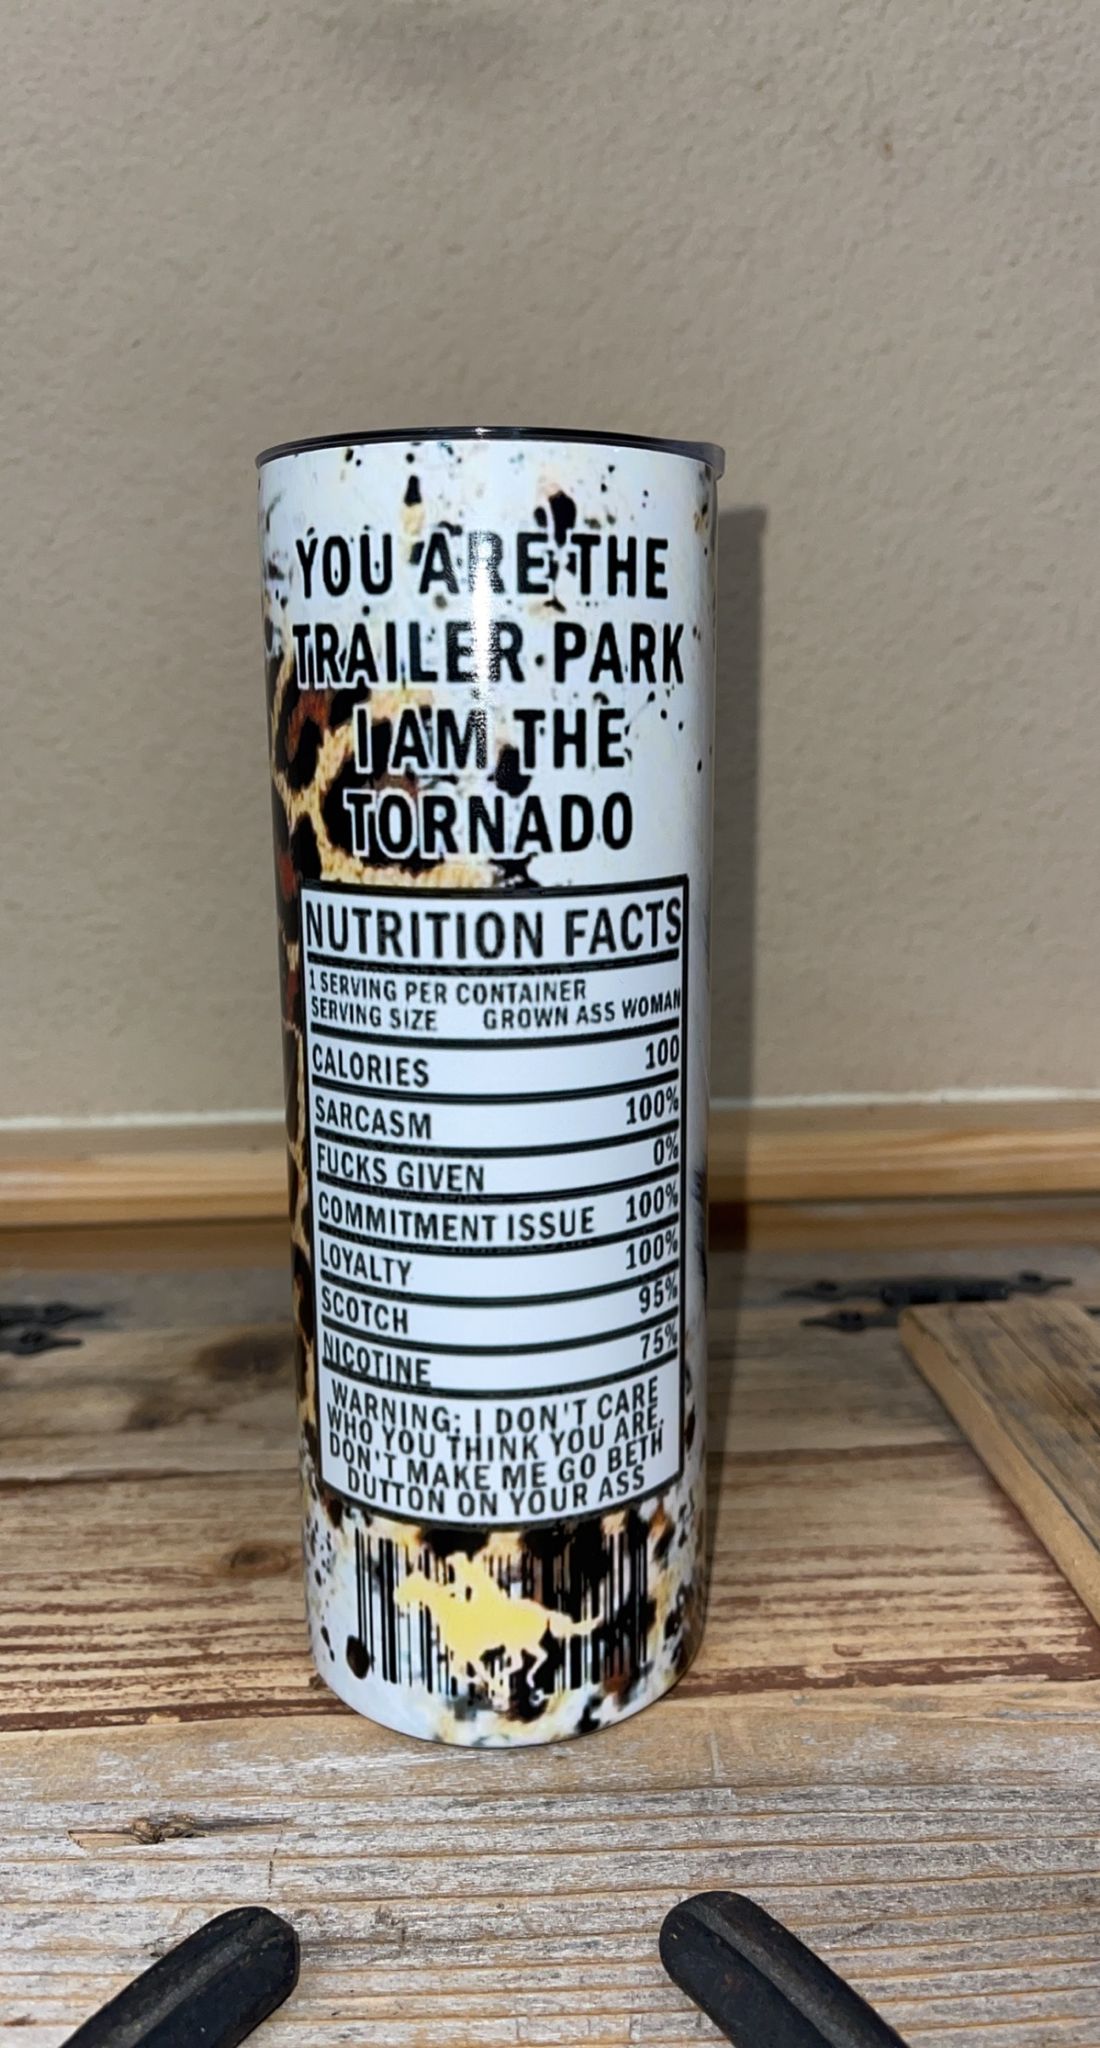 YOU ARE THE
TRAILER PARK
I AM THE
TORNADO
NUTRITION FACTS
1 SERVING PER CONTAINER
SERVING SIZE GROWN ASS WOMAN
CALORIES 100
SARCASM 100%
FUCKS GIVEN 0%
COMMITMENT ISSUE 100%
LOYALTY 100%
SCOTCH 95%
NICOTINE 75%
WARNING: I DON'T CARE
WHO YOU THINK YOU ARE,
DON'T MAKE ME GO BETH
DUTTON ON YOUR ASS